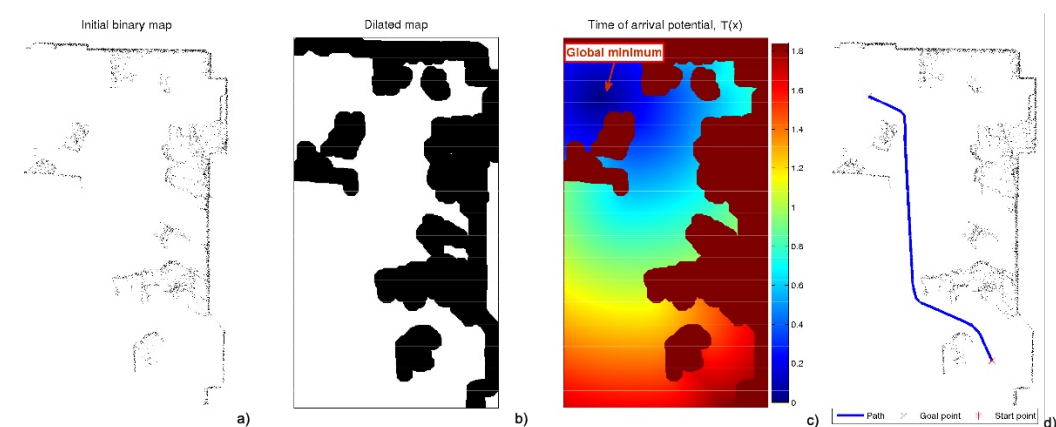 Initial binary map
Dilated map
Time of arrival potential, T(x)
Global minimum
1.8
1.6
1.4
1.2
1
0.8
0.6
0.4
0.2
0
Path
Goal point
Start point
a)
b)
c)
d)